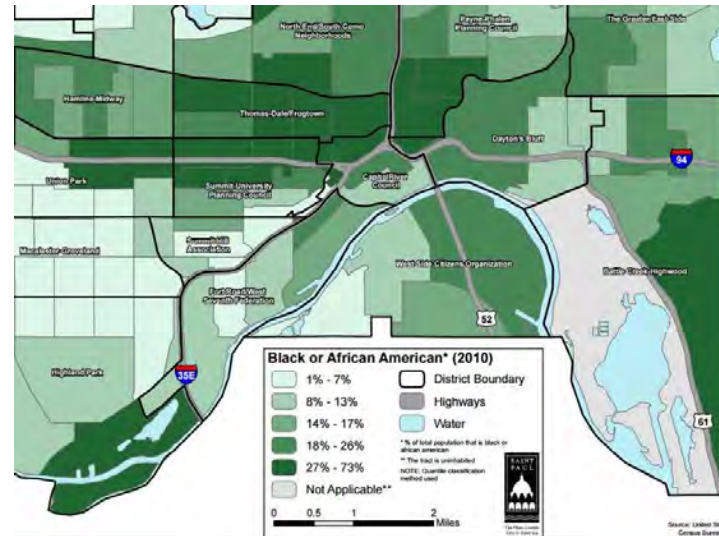 North End/South Como
Neighborhoods
Payne-Phalen
Planning Council
The Greater East Side
Hamline-Midway
Thomas-Dale/Frogtown
Dayton's Bluff
94
Union Park
Summit-University
Planning Council
Capitol River
Council
Macalester-Groveland
Summit Hill
Association
West Side Citizens Organization
Battle Creek-Highwood
Fort Road/West
Seventh Federation
52
Highland Park
35E
61
Black or African American* (2010)
1% - 7%
8% - 13%
14% - 17%
18% - 26%
27% - 73%
Not Applicable**
District Boundary
Highways
Water
* % of total population that is black or
african american
** The tract is uninhabited
NOTE: Quantile classification
method used
0 0.5 1 2
Miles
SAINT
PAUL
Source: United St
Census Burea